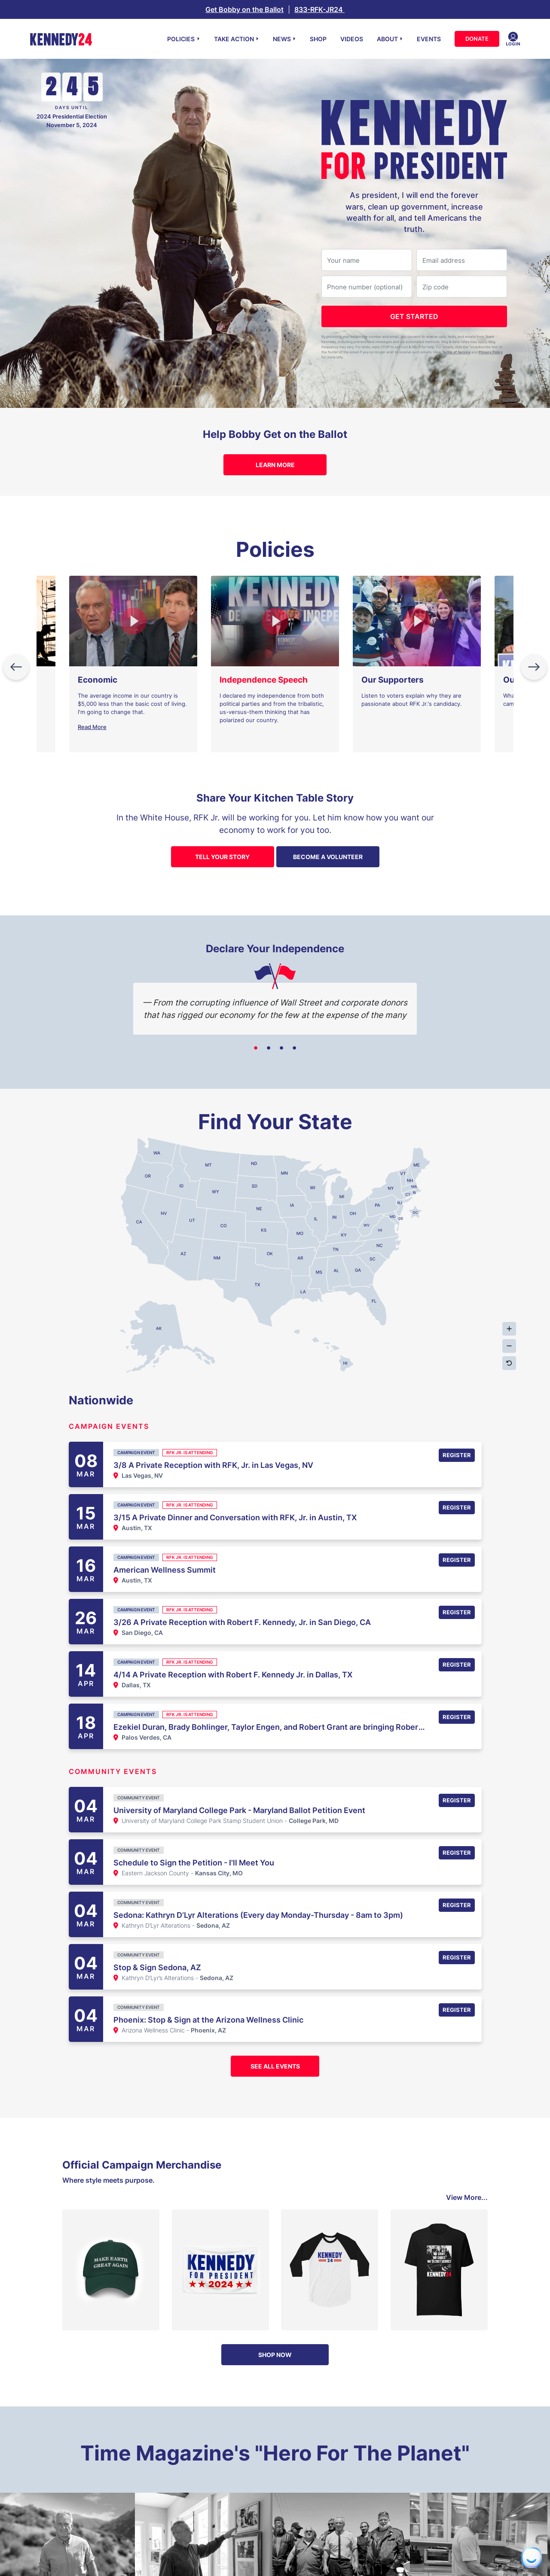 Get Bobby on the Ballot | 833-RFK-JR24
KENNEDY24
POLICIES
TAKE ACTION
NEWS
SHOP
VIDEOS
ABOUT
EVENTS
DONATE
LOGIN
2 4 5
DAYS UNTIL
2024 Presidential Election
November 5, 2024
KENNEDY
FOR PRESIDENT
As president, I will end the forever
wars, clean up government, increase
wealth for all, and tell Americans the
truth.
Your name
Email address
Phone number (optional)
Zip code
GET STARTED
Help Bobby Get on the Ballot
LEARN MORE
Policies
Economic
The average income in our country is
$5,000 less than the basic cost of living.
I'm going to change that.
Read More
KENNEDY
Independence Speech
I declared my independence from both
political parties and from the tribalistic,
us-versus-them thinking that has
polarized our country.
Our Supporters
Listen to voters explain why they are
passionate about RFK Jr.'s candidacy.
Share Your Kitchen Table Story
In the White House, RFK Jr. will be working for you. Let him know how you want our
economy to work for you too.
TELL YOUR STORY
BECOME A VOLUNTEER
Declare Your Independence
— From the corrupting influence of Wall Street and corporate donors
that has rigged our economy for the few at the expense of the many
Find Your State
WA
MT
ND
MN
ME
OR
ID
WY
SD
WI
MI
NY
VT
NH
MA
CT
RI
CA
NV
UT
CO
NE
IA
IL
IN
OH
PA
NJ
MD
DE
DC
WV
VA
KS
MO
KY
AZ
NM
OK
AR
TN
NC
SC
TX
LA
MS
AL
GA
FL
AK
HI
Nationwide
CAMPAIGN EVENTS
08
MAR
CAMPAIGN EVENT
RFK JR. IS ATTENDING
3/8 A Private Reception with RFK, Jr. in Las Vegas, NV
Las Vegas, NV
REGISTER
15
MAR
CAMPAIGN EVENT
RFK JR. IS ATTENDING
3/15 A Private Dinner and Conversation with RFK, Jr. in Austin, TX
Austin, TX
REGISTER
16
MAR
CAMPAIGN EVENT
RFK JR. IS ATTENDING
American Wellness Summit
Austin, TX
REGISTER
26
MAR
CAMPAIGN EVENT
RFK JR. IS ATTENDING
3/26 A Private Reception with Robert F. Kennedy, Jr. in San Diego, CA
San Diego, CA
REGISTER
14
APR
CAMPAIGN EVENT
RFK JR. IS ATTENDING
4/14 A Private Reception with Robert F. Kennedy Jr. in Dallas, TX
Dallas, TX
REGISTER
18
APR
CAMPAIGN EVENT
RFK JR. IS ATTENDING
Ezekiel Duran, Brady Bohlinger, Taylor Engen, and Robert Grant are bringing Rober...
Palos Verdes, CA
REGISTER
COMMUNITY EVENTS
04
MAR
COMMUNITY EVENT
University of Maryland College Park - Maryland Ballot Petition Event
University of Maryland College Park Stamp Student Union - College Park, MD
REGISTER
04
MAR
COMMUNITY EVENT
Schedule to Sign the Petition - I'll Meet You
Eastern Jackson County - Kansas City, MO
REGISTER
04
MAR
COMMUNITY EVENT
Sedona: Kathryn D'Lyr Alterations (Every day Monday-Thursday - 8am to 3pm)
Kathryn D'Lyr Alterations - Sedona, AZ
REGISTER
04
MAR
COMMUNITY EVENT
Stop & Sign Sedona, AZ
Kathryn D'Lyr's Alterations - Sedona, AZ
REGISTER
04
MAR
COMMUNITY EVENT
Phoenix: Stop & Sign at the Arizona Wellness Clinic
Arizona Wellness Clinic - Phoenix, AZ
REGISTER
SEE ALL EVENTS
Official Campaign Merchandise
Where style meets purpose.
View More...
MAKE EARTH
GREAT AGAIN
KENNEDY
FOR PRESIDENT
★ ★ 2024 ★ ★
KENNEDY
24
KENNEDY24
SHOP NOW
Time Magazine's "Hero For The Planet"